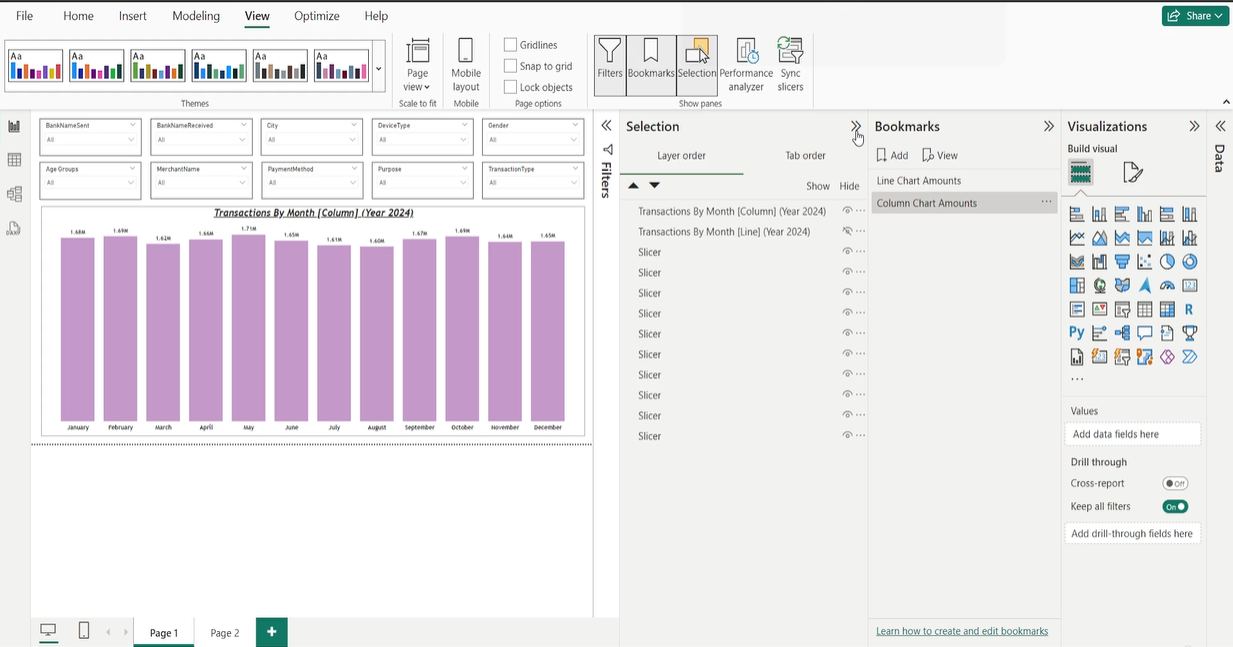 File Home Insert Modeling View Optimize Help
Share
Aa Aa Aa Aa Aa Aa
Page view
Mobile layout
Gridlines
Snap to grid
Lock objects
Filters Bookmarks Selection Performance analyzer Sync slicers
Themes Scale to fit Mobile Page options Show panes
BankNameSent BankNameReceived City DeviceType Gender
All All All All All
Age Groups MerchantName PaymentMethod Purpose TransactionType
All All All All All
Transactions By Month [Column] (Year 2024)
1.68M 1.69M 1.62M 1.66M 1.71M 1.65M 1.61M 1.60M 1.67M 1.69M 1.64M 1.65M
January February March April May June July August September October November December
Page 1 Page 2 +
Filters
Selection
Layer order Tab order
Show Hide
Transactions By Month [Column] (Year 2024)
Transactions By Month [Line] (Year 2024)
Slicer
Slicer
Slicer
Slicer
Slicer
Slicer
Slicer
Slicer
Slicer
Slicer
Bookmarks
Add View
Line Chart Amounts
Column Chart Amounts
Learn how to create and edit bookmarks
Visualizations
Build visual
123
R
Py
Values
Add data fields here
Drill through
Cross-report Off
Keep all filters On
Add drill-through fields here
Data